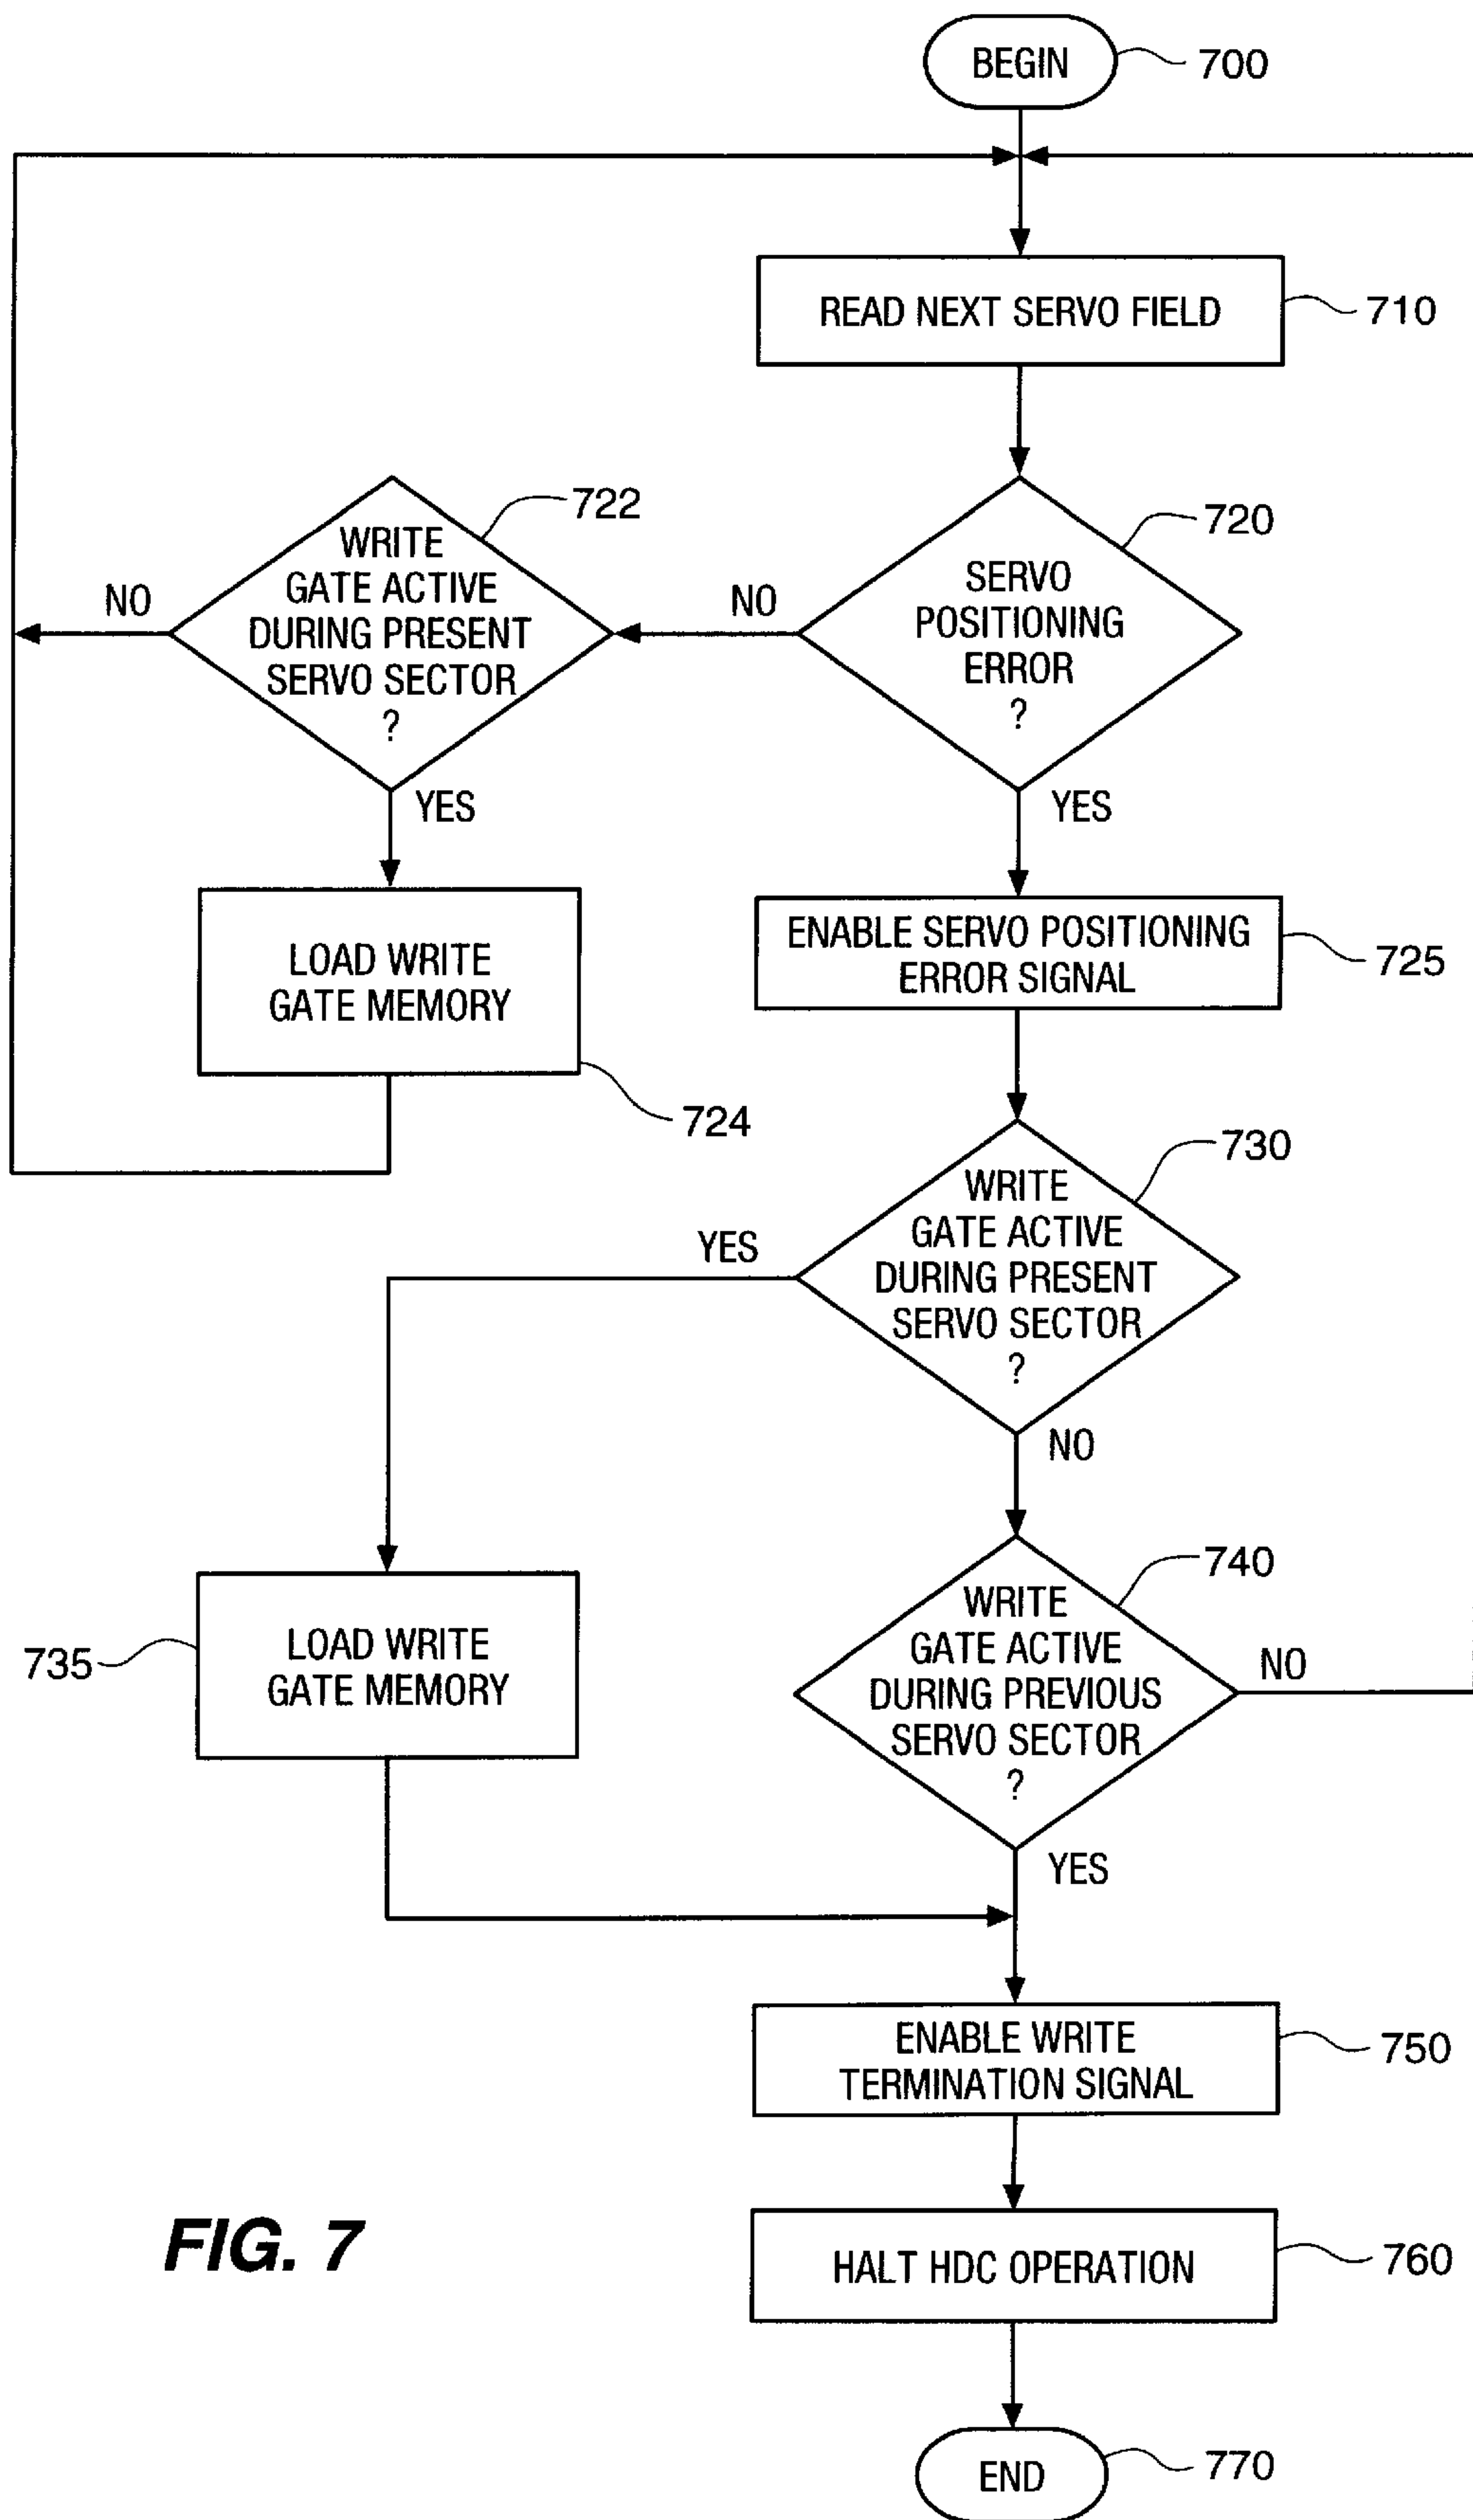 BEGIN
700
READ NEXT SERVO FIELD
710
722
WRITE
GATE ACTIVE
DURING PRESENT
SERVO SECTOR
?
NO
YES
720
SERVO
POSITIONING
ERROR
?
NO
YES
LOAD WRITE
GATE MEMORY
724
ENABLE SERVO POSITIONING
ERROR SIGNAL
725
730
WRITE
GATE ACTIVE
DURING PRESENT
SERVO SECTOR
?
YES
NO
735
LOAD WRITE
GATE MEMORY
740
WRITE
GATE ACTIVE
DURING PREVIOUS
SERVO SECTOR
?
NO
YES
ENABLE WRITE
TERMINATION SIGNAL
750
HALT HDC OPERATION
760
FIG. 7
END
770